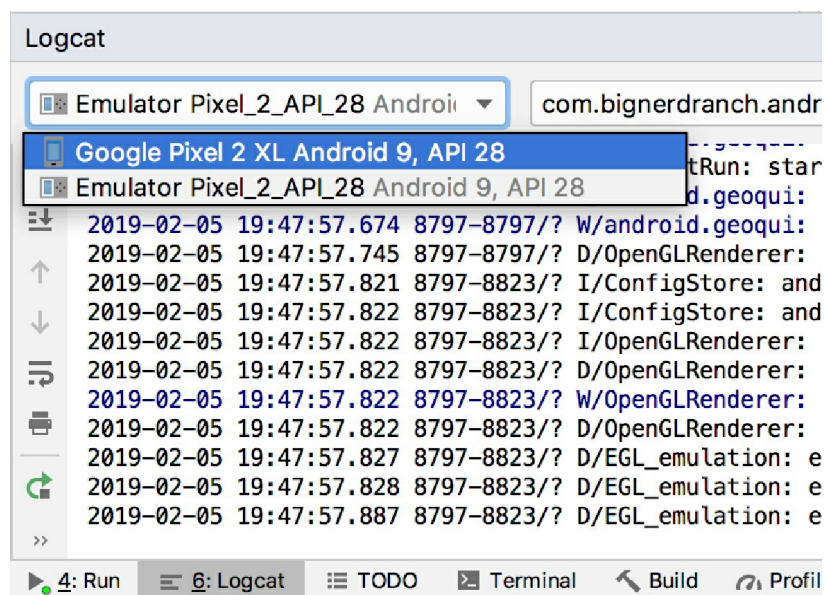 Logcat
Emulator Pixel_2_API_28 Android com.bignerdranch.andr
Google Pixel 2 XL Android 9, API 28
Emulator Pixel_2_API_28 Android 9, API 28
tRun: star
d.geoqui:
2019-02-05 19:47:57.674 8797-8797/? W/android.geoqui:
2019-02-05 19:47:57.745 8797-8797/? D/OpenGLRenderer:
2019-02-05 19:47:57.821 8797-8823/? I/ConfigStore: and
2019-02-05 19:47:57.822 8797-8823/? I/ConfigStore: and
2019-02-05 19:47:57.822 8797-8823/? I/OpenGLRenderer:
2019-02-05 19:47:57.822 8797-8823/? D/OpenGLRenderer:
2019-02-05 19:47:57.822 8797-8823/? W/OpenGLRenderer:
2019-02-05 19:47:57.822 8797-8823/? D/OpenGLRenderer:
2019-02-05 19:47:57.827 8797-8823/? D/EGL_emulation: e
2019-02-05 19:47:57.828 8797-8823/? D/EGL_emulation: e
2019-02-05 19:47:57.887 8797-8823/? D/EGL_emulation: e
4: Run 6: Logcat TODO Terminal Build Profil